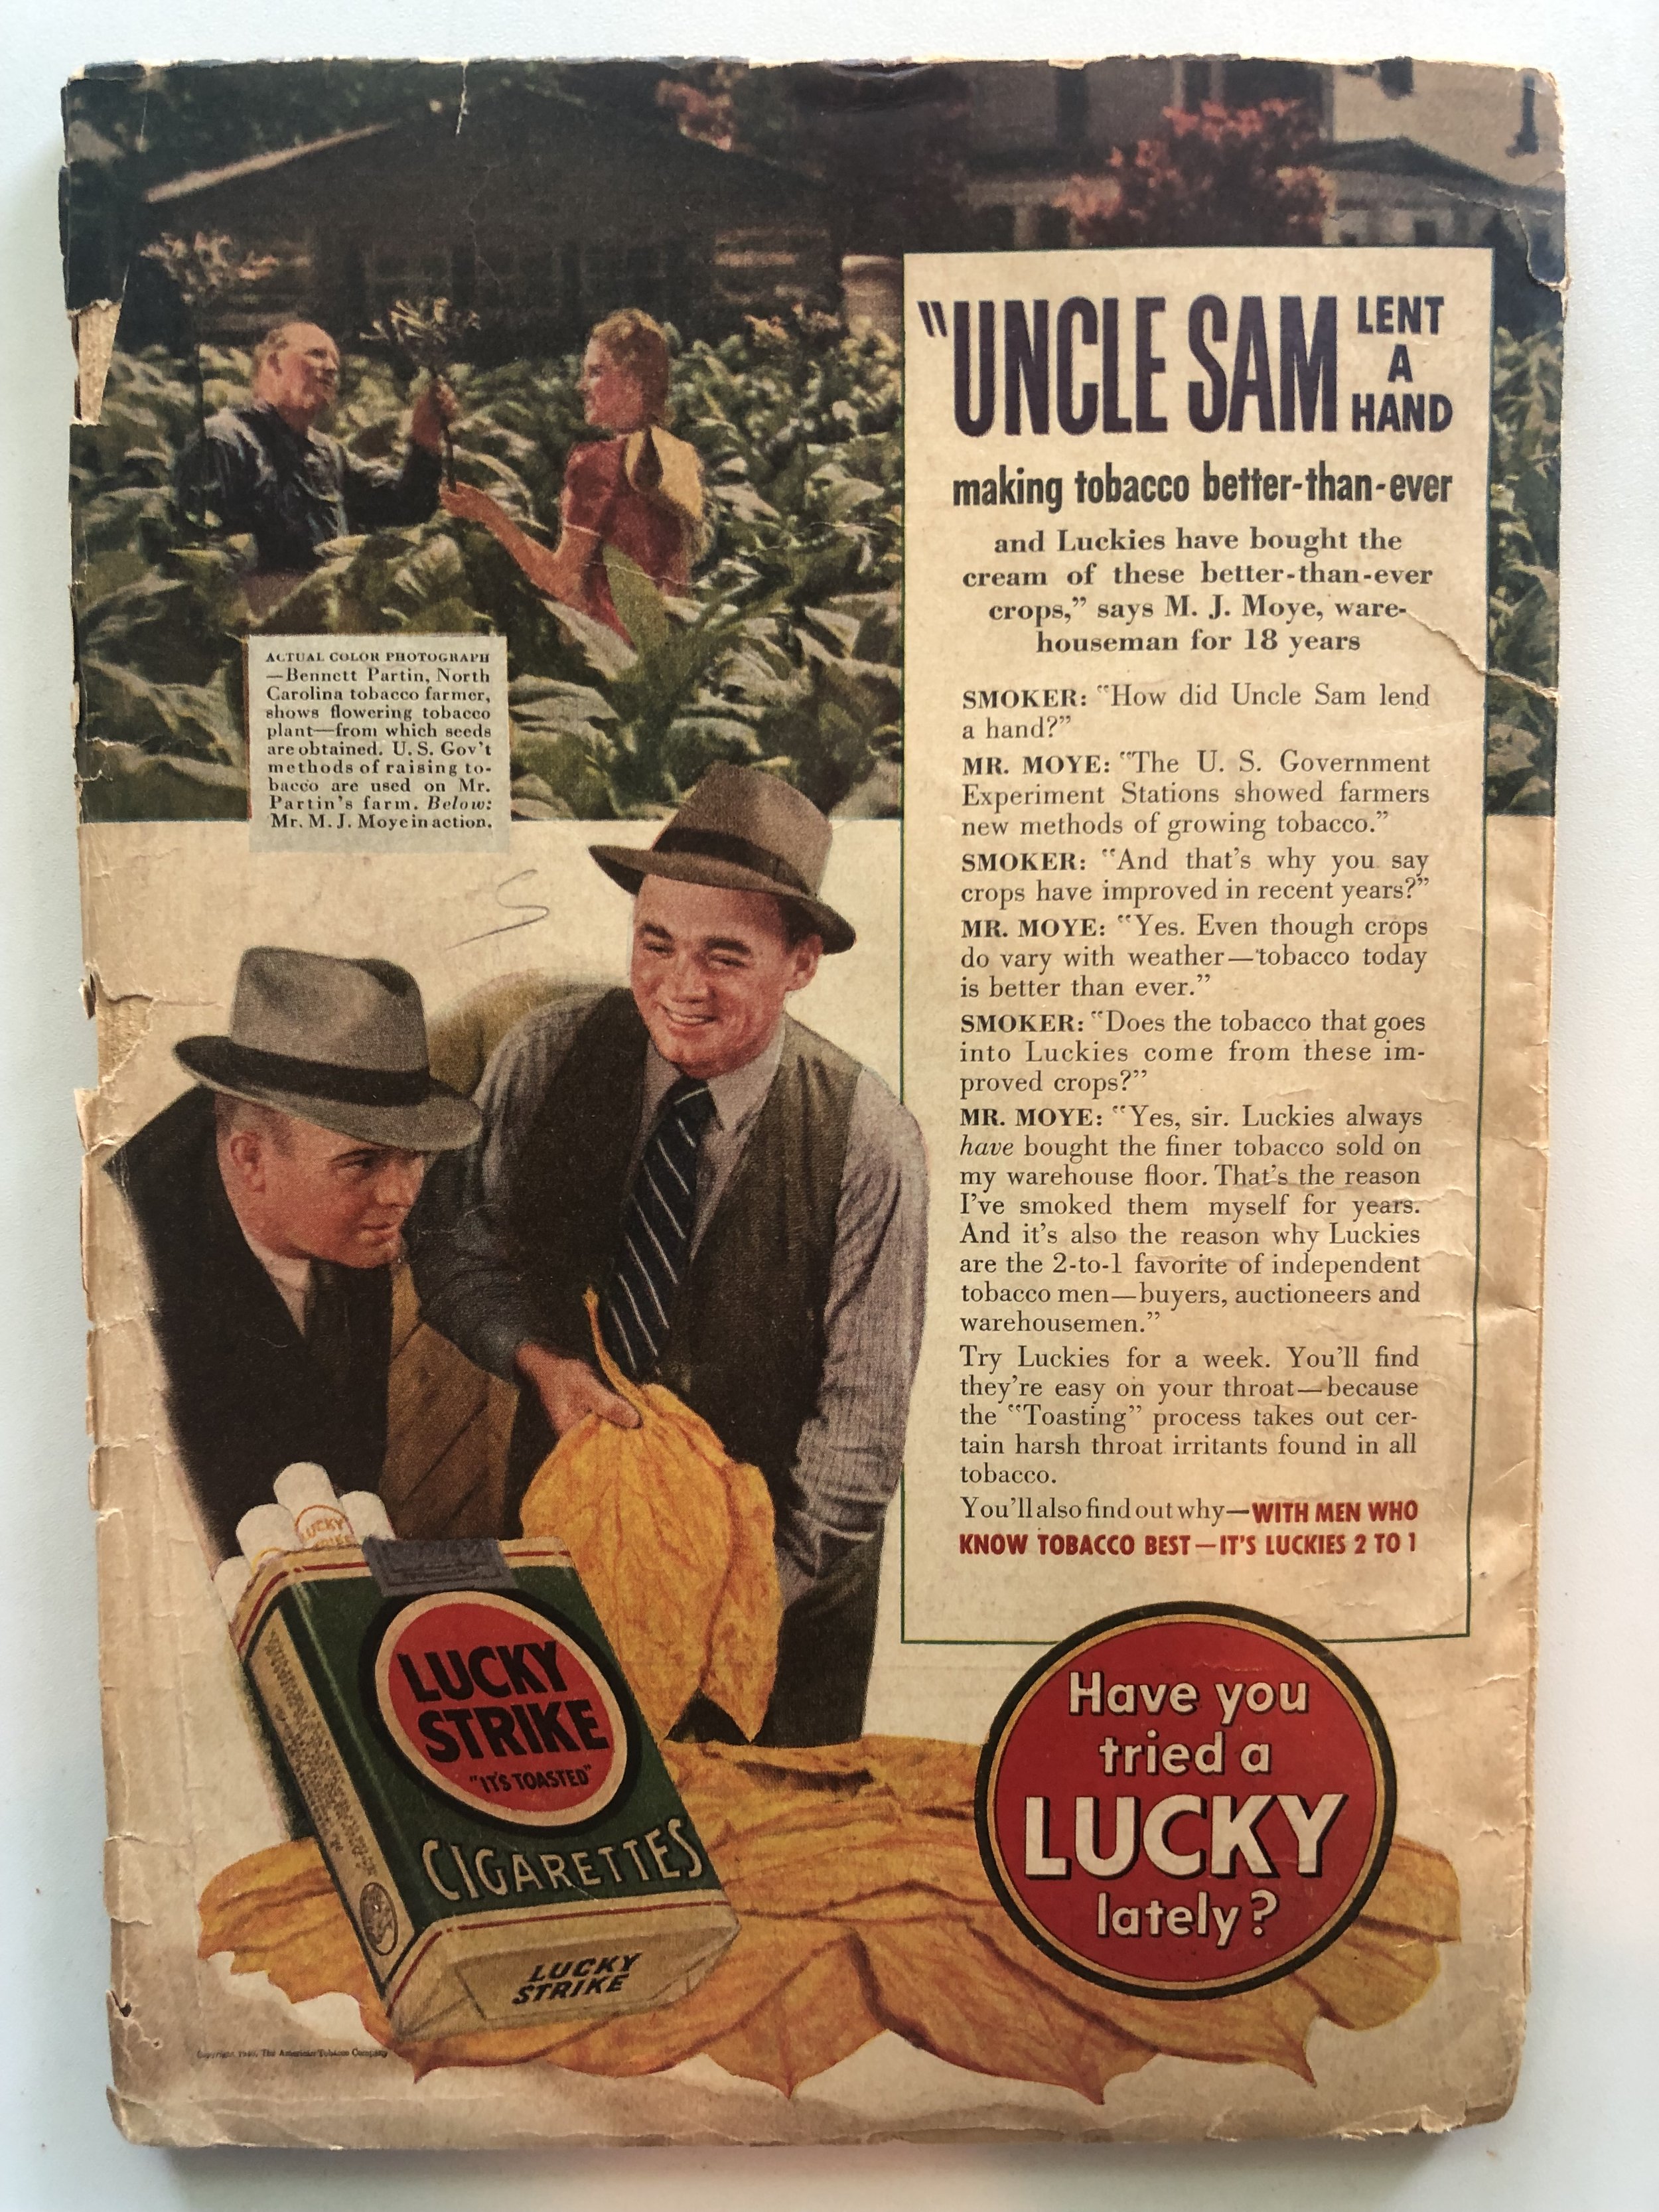 "UNCLE SAM LENT
A
HAND
making tobacco better-than-ever
and Luckies have bought the
cream of these better-than-ever
crops," says M. J. Moye, ware-
houseman for 18 years
SMOKER: "How did Uncle Sam lend
a hand?"
MR. MOYE: "The U. S. Government
Experiment Stations showed farmers
new methods of growing tobacco."
SMOKER: "And that's why you say
crops have improved in recent years?"
MR. MOYE: "Yes. Even though crops
do vary with weather—tobacco today
is better than ever."
SMOKER: "Does the tobacco that goes
into Luckies come from these im-
proved crops?"
MR. MOYE: "Yes, sir. Luckies always
have bought the finer tobacco sold on
my warehouse floor. That's the reason
I've smoked them myself for years.
And it's also the reason why Luckies
are the 2-to-1 favorite of independent
tobacco men—buyers, auctioneers and
warehousemen."
Try Luckies for a week. You'll find
they're easy on your throat—because
the "Toasting" process takes out cer-
tain harsh throat irritants found in all
tobacco.
You'll also find out why—WITH MEN WHO
KNOW TOBACCO BEST—IT'S LUCKIES 2 TO 1
ACTUAL COLOR PHOTOGRAPH
—Bennett Partin, North
Carolina tobacco farmer,
shows flowering tobacco
plant—from which seeds
are obtained. U. S. Gov't
methods of raising to-
bacco are used on Mr.
Partin's farm. Below:
Mr. M. J. Moye in action.
S
LUCKY
STRIKE
LUCKY
STRIKE
"IT'S TOASTED"
CIGARETTES
LUCKY
STRIKE
Have you
tried a
LUCKY
lately?
Copyright, The American Tobacco Company